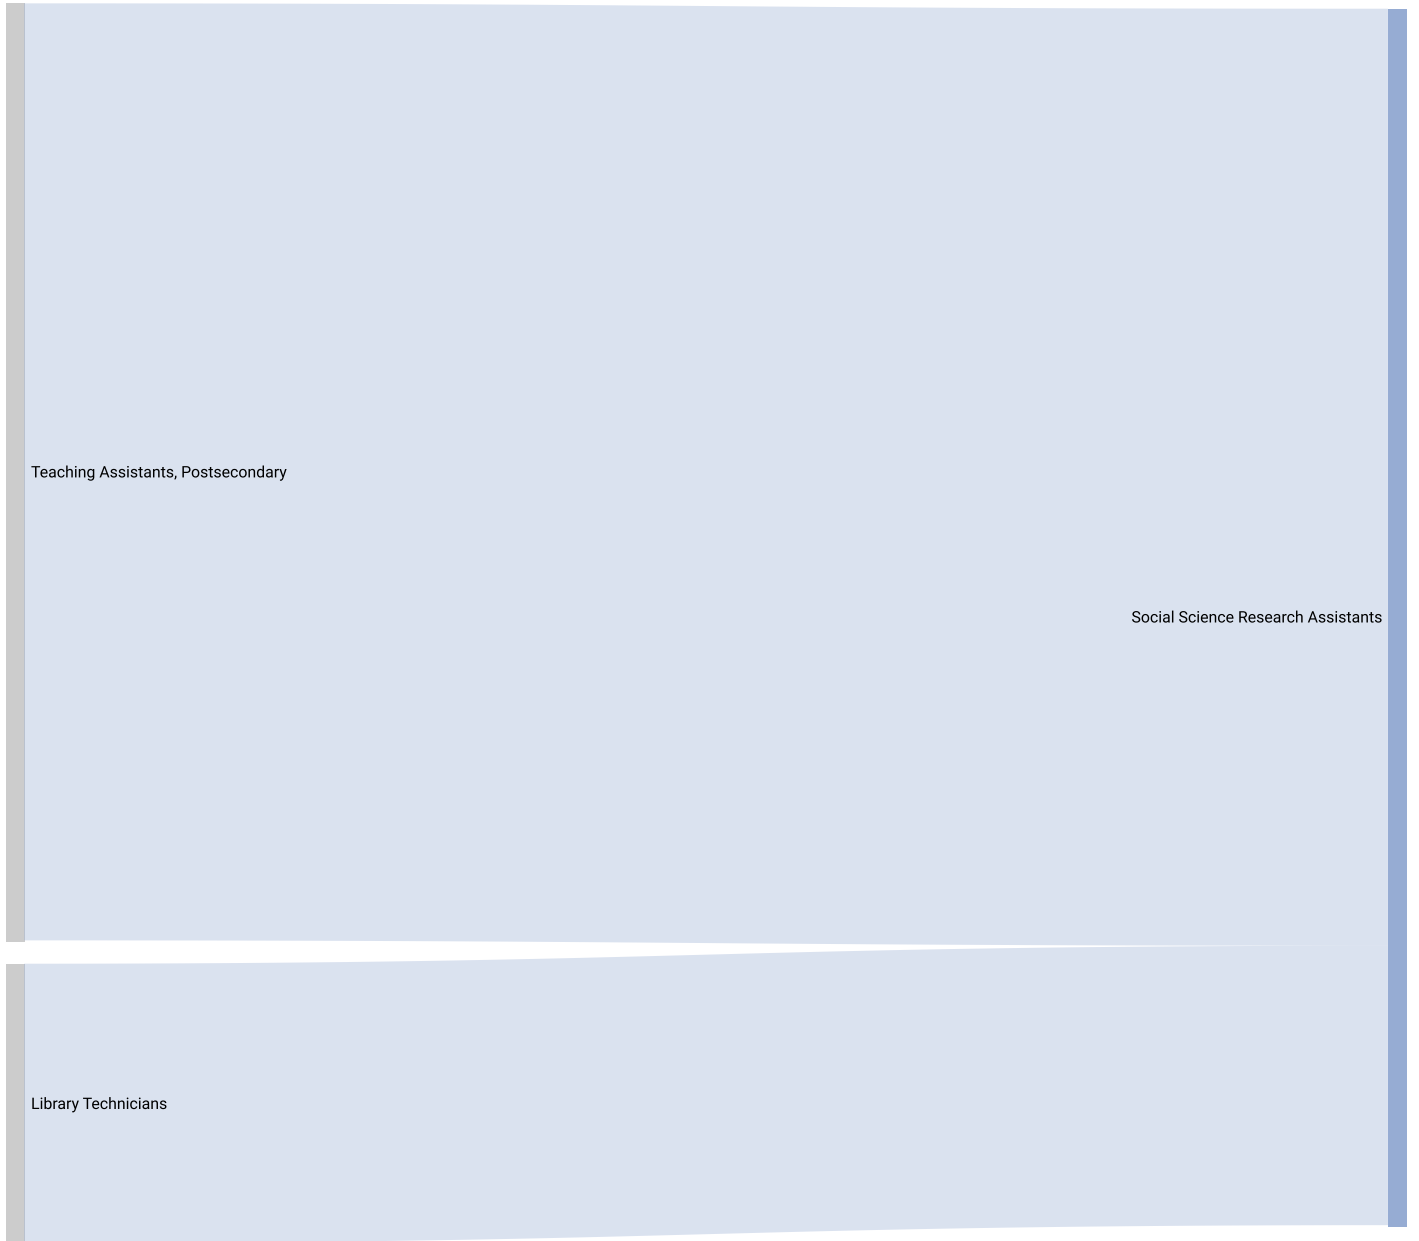 Teaching Assistants, Postsecondary
Social Science Research Assistants
Library Technicians